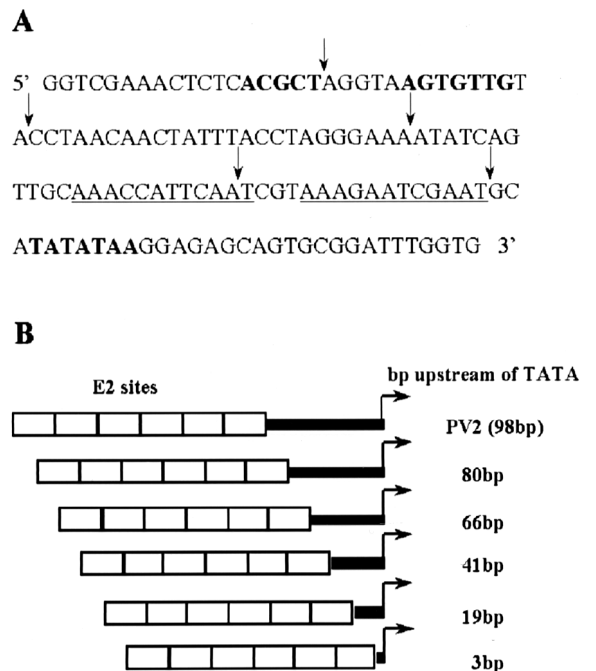 A
5' GGTCGAAACTCTCACGCTAGGTAAGTGTTGT
ACCTAACAACTATTTACCTAGGGAAAATATCAG
TTGCAAACCATTCAATCGTAAAGAATCGAATGC
ATATATAAGGAGAGCAGTGCGGATTTGGTG 3'
B
E2 sites
bp upstream of TATA
PV2 (98bp)
80bp
66bp
41bp
19bp
3bp